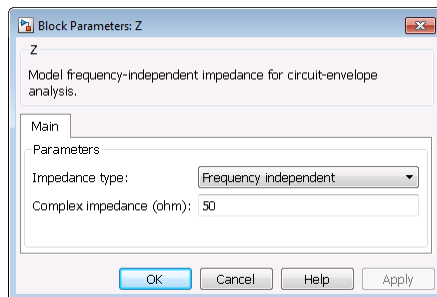 Block Parameters: Z
Z
Model frequency-independent impedance for circuit-envelope
analysis.
Main
Parameters
Impedance type: Frequency independent
Complex impedance (ohm): 50
OK Cancel Help Apply